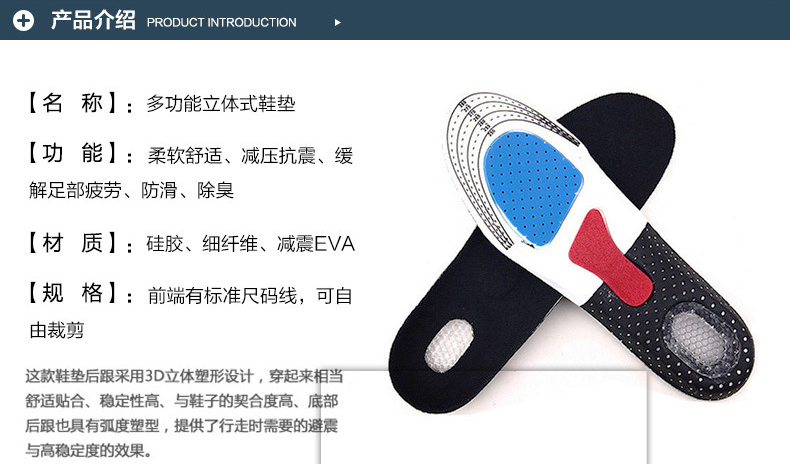 产品介绍 PRODUCT INTRODUCTION
【名 称】：多功能立体式鞋垫
【功 能】：柔软舒适、减压抗震、缓
解足部疲劳、防滑、除臭
【材 质】：硅胶、细纤维、减震EVA
【规 格】：前端有标准尺码线，可自
由裁剪
这款鞋垫后跟采用3D立体塑形设计，穿起来相当
舒适贴合、稳定性高、与鞋子的契合度高、底部
后跟也具有弧度塑型，提供了行走时需要的避震
与高稳定度的效果。